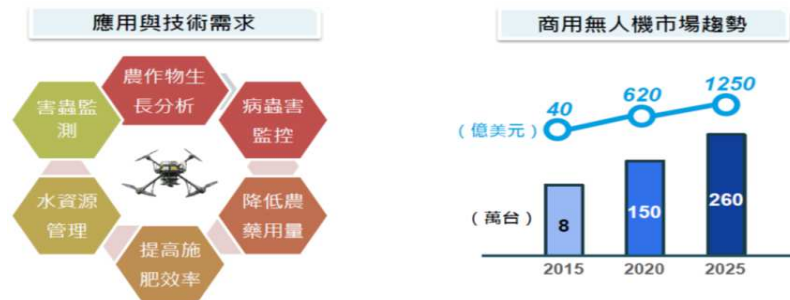 應用與技術需求
農作物生
長分析
害蟲監
測
病蟲害
監控
水資源
管理
降低農
藥用量
提高施
肥效率
商用無人機市場趨勢
40 620 1250
（億美元）
（萬台）
8 150 260
2015 2020 2025